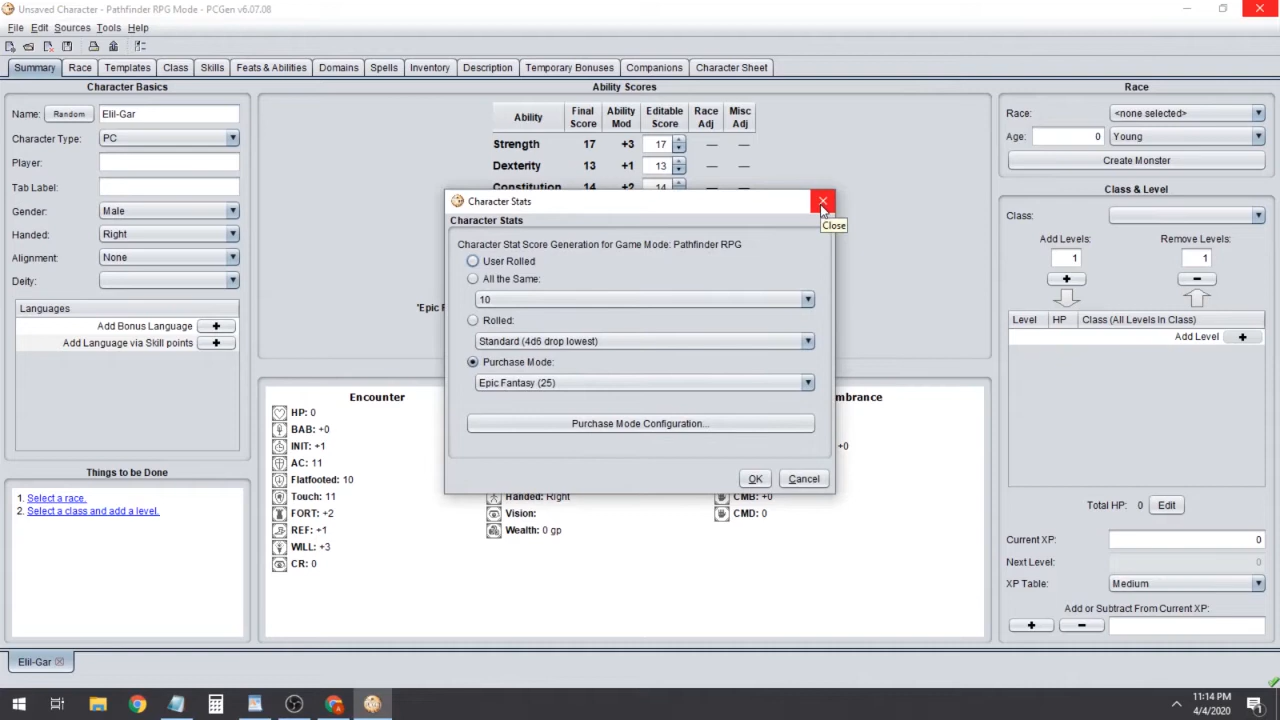 Unsaved Character - Pathfinder RPG Mode - PCGen v6.07.08
File Edit Sources Tools Help
Summary Race Templates Class Skills Feats & Abilities Domains Spells Inventory Description Temporary Bonuses Companions Character Sheet
Character Basics
Name: Random Elil-Gar
Character Type: PC
Player:
Tab Label:
Gender: Male
Handed: Right
Alignment: None
Deity:
Languages
Add Bonus Language +
Add Language via Skill points +
Things to be Done
1. Select a race.
2. Select a class and add a level.
Ability Scores
Ability Final Score Ability Mod Editable Score Race Adj Misc Adj
Strength 17 +3 17 — —
Dexterity 13 +1 13 — —
Constitution 14 +2 14 — —
'Epic F
Character Stats
Close
Character Stats
Character Stat Score Generation for Game Mode: Pathfinder RPG
User Rolled
All the Same:
10
Rolled:
Standard (4d6 drop lowest)
Purchase Mode:
Epic Fantasy (25)
Purchase Mode Configuration...
OK Cancel
Encounter
HP: 0
BAB: +0
INIT: +1
AC: 11
Flatfooted: 10
Touch: 11
FORT: +2
REF: +1
WILL: +3
CR: 0
Handed: Right
Vision:
Wealth: 0 gp
mbrance
+0
CMB: +0
CMD: 0
Race
Race: <none selected>
Age: 0 Young
Create Monster
Class & Level
Class:
Add Levels: Remove Levels:
1 1
+ −
Level HP Class (All Levels In Class)
Add Level +
Total HP: 0 Edit
Current XP: 0
Next Level: 0
XP Table: Medium
Add or Subtract From Current XP:
+ −
Elil-Gar
11:14 PM
4/4/2020
1